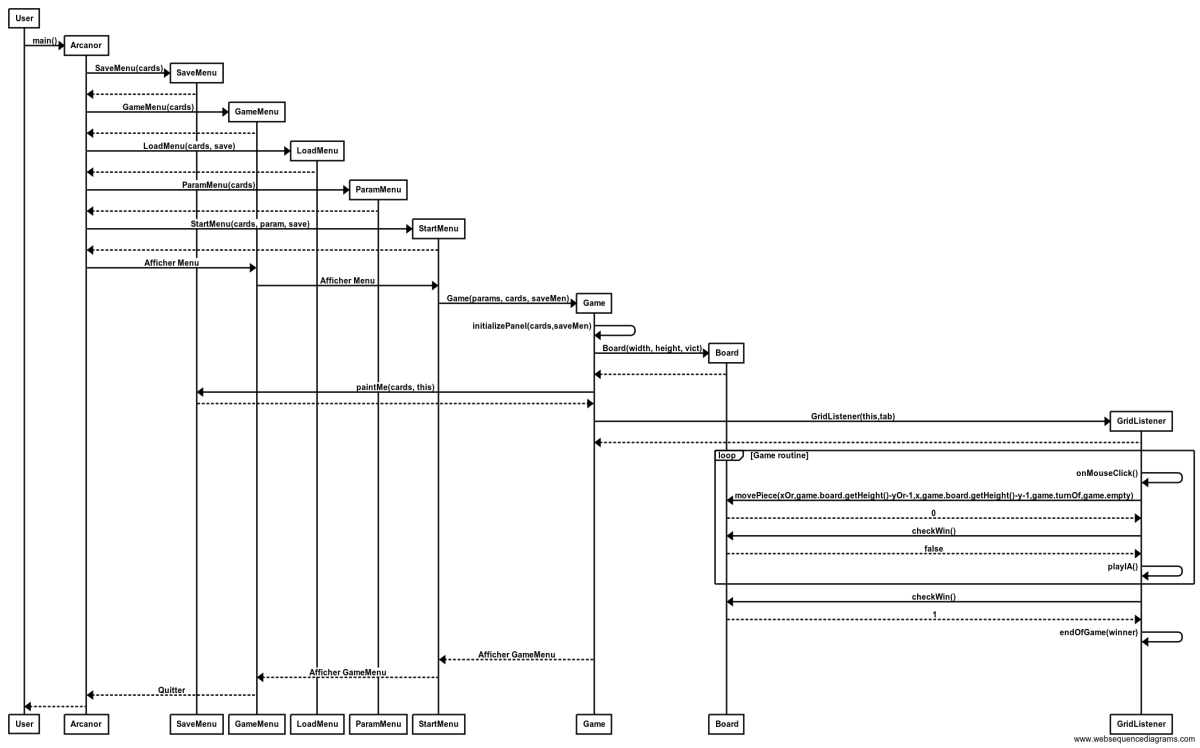 User
main()
Arcanor
SaveMenu(cards)
SaveMenu
GameMenu(cards)
GameMenu
LoadMenu(cards, save)
LoadMenu
ParamMenu(cards)
ParamMenu
StartMenu(cards, param, save)
StartMenu
Afficher Menu
Afficher Menu
Game(params, cards, saveMen)
Game
initializePanel(cards,saveMen)
Board(width, height, vict)
Board
paintMe(cards, this)
GridListener(this,tab)
GridListener
loop [Game routine]
onMouseClick()
movePiece(xOr,game.board.getHeight()-yOr-1,x,game.board.getHeight()-y-1,game.turnOf,game.empty)
0
checkWin()
false
playIA()
checkWin()
1
endOfGame(winner)
Afficher GameMenu
Afficher GameMenu
Quitter
User Arcanor SaveMenu GameMenu LoadMenu ParamMenu StartMenu Game Board GridListener
www.websequencediagrams.com